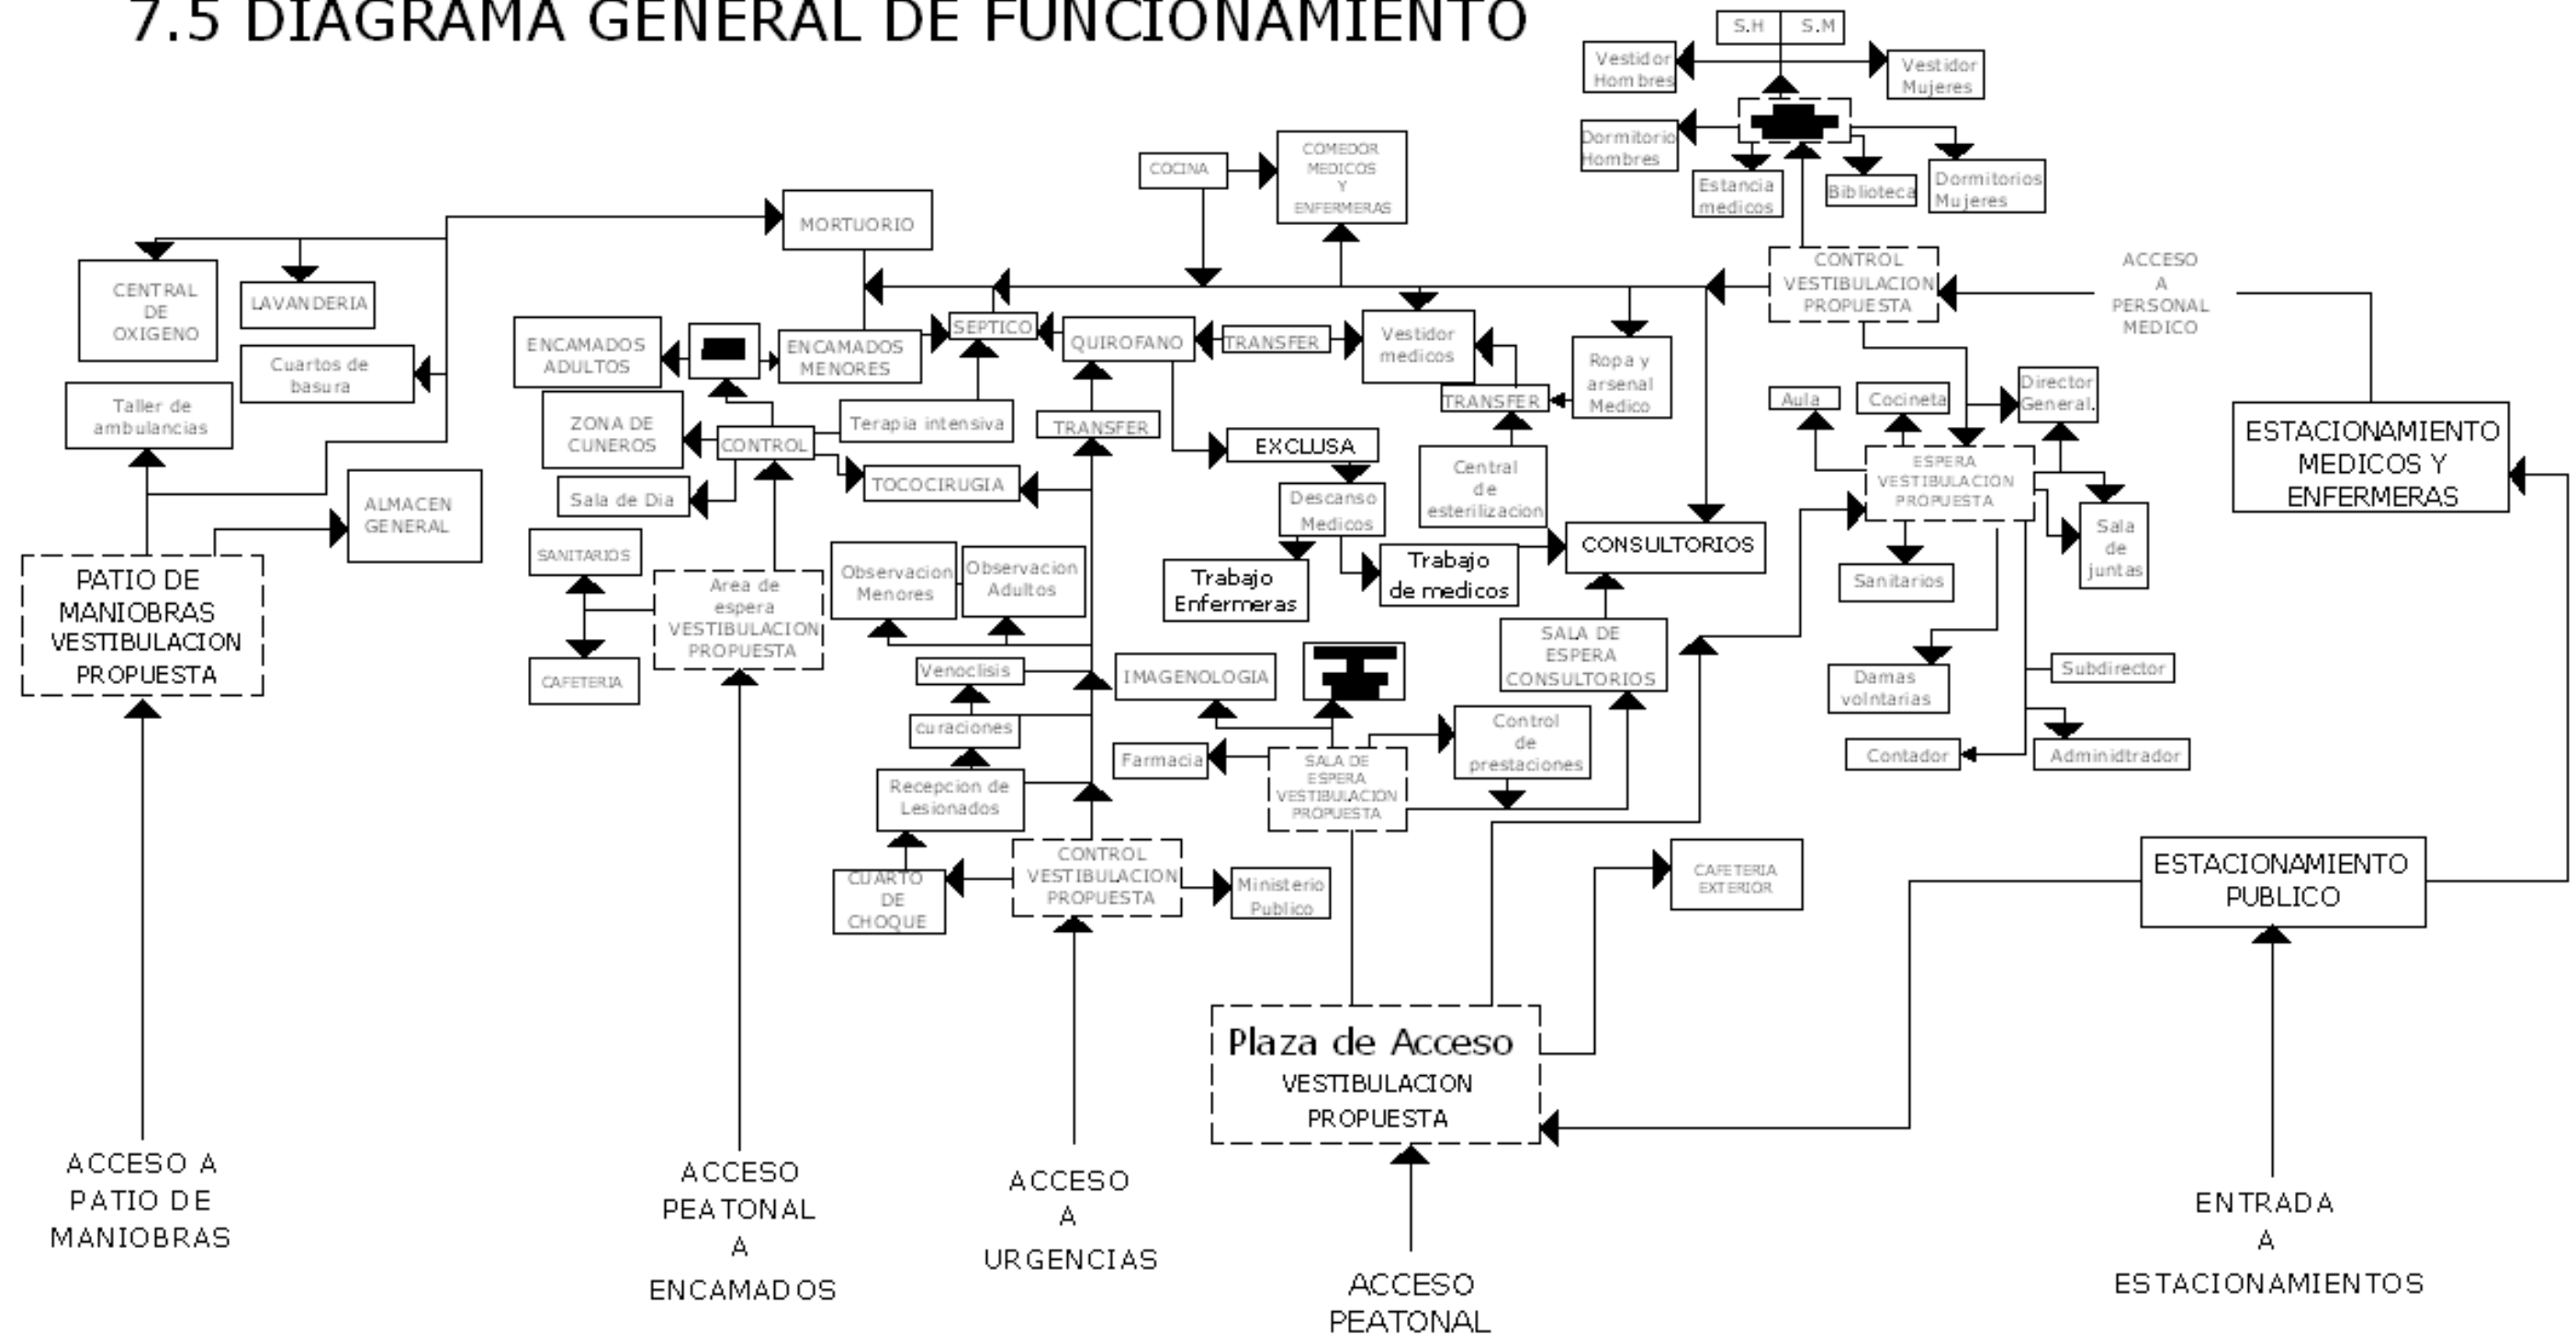 7.5 DIAGRAMA GENERAL DE FUNCIONAMIENTO
S.H
S.M
Vestidor
Hombres
Vestidor
Mujeres
Dormitorio
Hombres
Estancia
medicos
Biblioteca
Dormitorios
Mujeres
COCINA
COMEDOR
MEDICOS
Y
ENFERMERAS
MORTUORIO
CENTRAL
DE
OXIGENO
LAVANDERIA
Cuartos de
basura
Taller de
ambulancias
ALMACEN
GENERAL
PATIO DE
MANIOBRAS
VESTIBULACION
PROPUESTA
ACCESO A
PATIO DE
MANIOBRAS
ENCAMADOS
ADULTOS
ENCAMADOS
MENORES
SEPTICO
QUIROFANO
TRANSFER
Vestidor
medicos
Ropa y
arsenal
Medico
TRANSFER
CONTROL
VESTIBULACION
PROPUESTA
ACCESO
A
PERSONAL
MEDICO
ZONA DE
CUNEROS
CONTROL
Terapia intensiva
TRANSFER
Sala de Dia
TOCOCIRUGIA
EXCLUSA
Descanso
Medicos
Central
de
esterilizacion
Trabajo
Enfermeras
Trabajo
de medicos
CONSULTORIOS
Aula
Cocineta
Director
General.
ESPERA
VESTIBULACION
PROPUESTA
Sala
de
juntas
Sanitarios
Damas
volntarias
Subdirector
Contador
Adminidtrador
ESTACIONAMIENTO
MEDICOS Y
ENFERMERAS
SANITARIOS
CAFETERIA
Area de
espera
VESTIBULACION
PROPUESTA
Observacion
Menores
Observacion
Adultos
Venoclisis
curaciones
Recepcion de
Lesionados
CUARTO
DE
CHOQUE
CONTROL
VESTIBULACION
PROPUESTA
Ministerio
Publico
IMAGENOLOGIA
Farmacia
SALA DE
ESPERA
VESTIBULACION
PROPUESTA
Control
de
prestaciones
SALA DE
ESPERA
CONSULTORIOS
CAFETERIA
EXTERIOR
ESTACIONAMIENTO
PUBLICO
Plaza de Acceso
VESTIBULACION
PROPUESTA
ACCESO
PEATONAL
A
ENCAMADOS
ACCESO
A
URGENCIAS
ACCESO
PEATONAL
ENTRADA
A
ESTACIONAMIENTOS